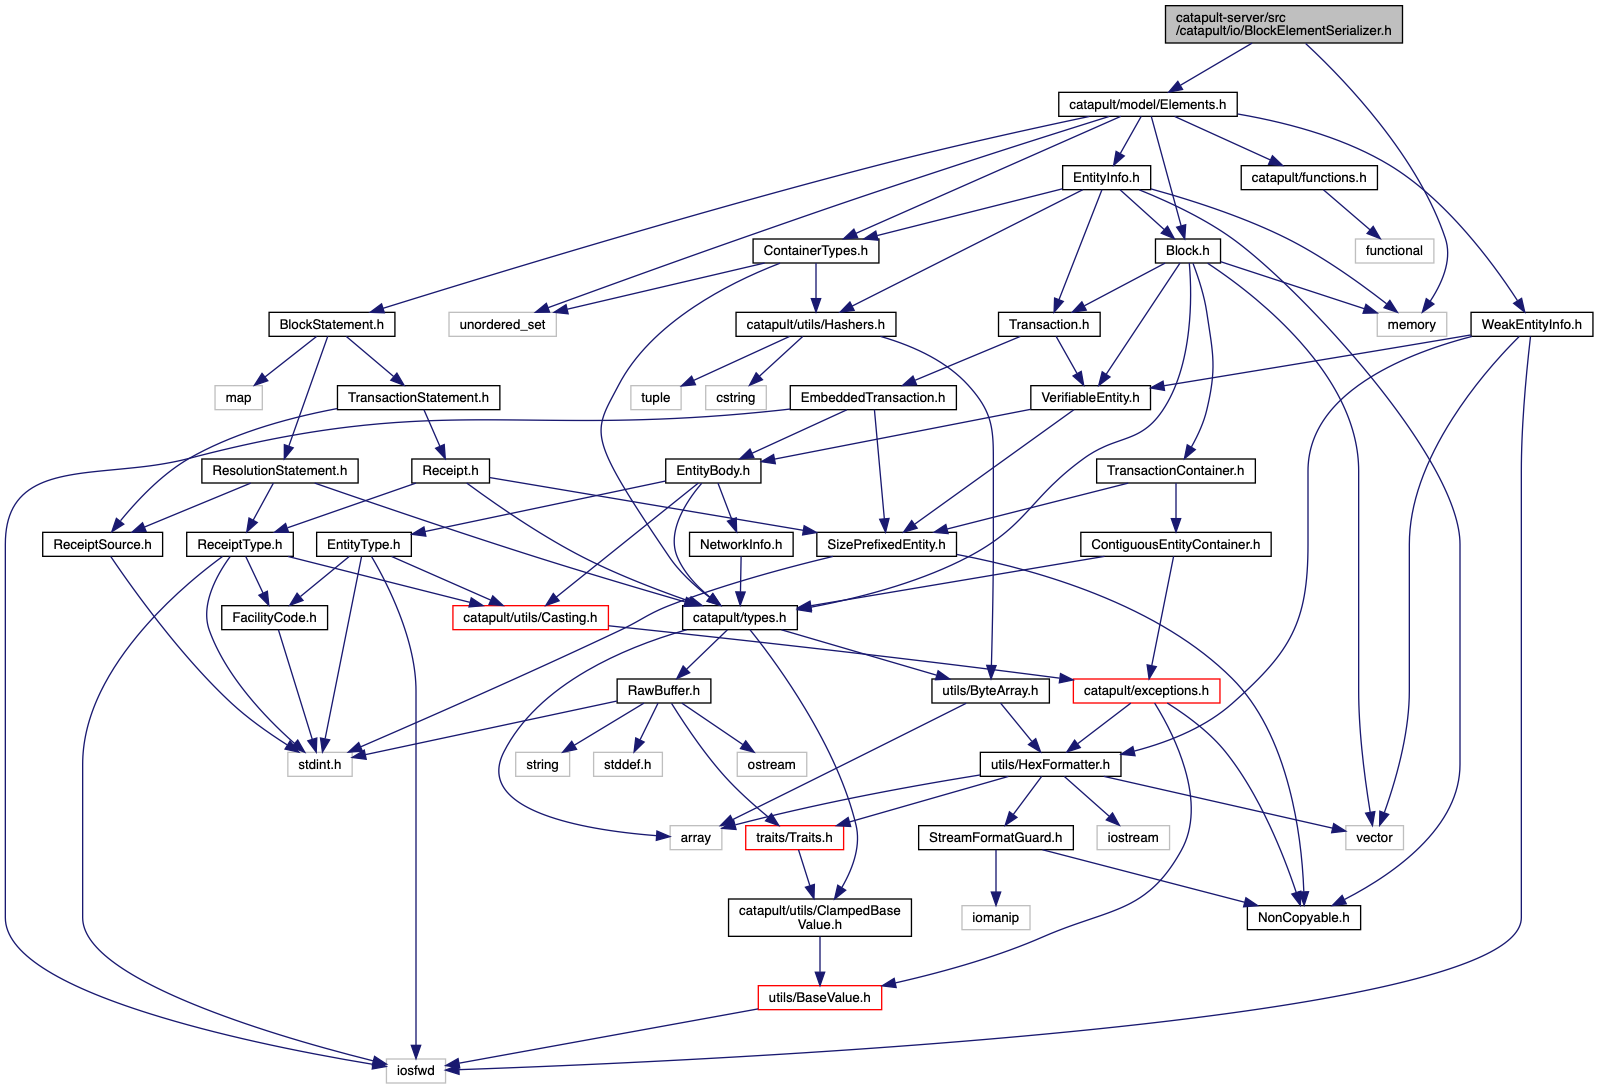 catapult-server/src
/catapult/io/BlockElementSerializer.h
catapult/model/Elements.h
EntityInfo.h
catapult/functions.h
ContainerTypes.h
Block.h
functional
BlockStatement.h
unordered_set
catapult/utils/Hashers.h
Transaction.h
memory
WeakEntityInfo.h
map
TransactionStatement.h
tuple
cstring
EmbeddedTransaction.h
VerifiableEntity.h
ResolutionStatement.h
Receipt.h
EntityBody.h
TransactionContainer.h
ReceiptSource.h
ReceiptType.h
EntityType.h
NetworkInfo.h
SizePrefixedEntity.h
ContiguousEntityContainer.h
FacilityCode.h
catapult/utils/Casting.h
catapult/types.h
RawBuffer.h
utils/ByteArray.h
catapult/exceptions.h
stdint.h
string
stddef.h
ostream
utils/HexFormatter.h
array
traits/Traits.h
StreamFormatGuard.h
iostream
vector
catapult/utils/ClampedBase
Value.h
iomanip
NonCopyable.h
utils/BaseValue.h
iosfwd